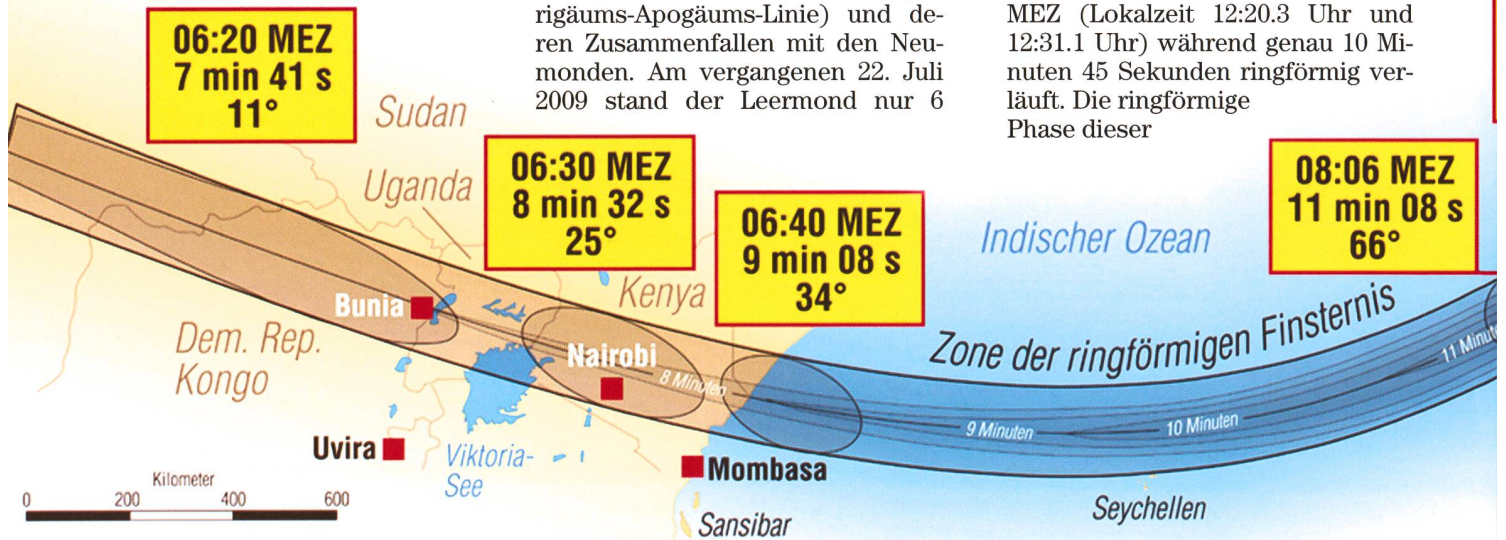 rigäums-Apogäums-Linie) und de-
ren Zusammenfallen mit den Neu-
monden. Am vergangenen 22. Juli
2009 stand der Leermond nur 6
MEZ (Lokalzeit 12:20.3 Uhr und
12:31.1 Uhr) während genau 10 Mi-
nuten 45 Sekunden ringförmig ver-
läuft. Die ringförmige
Phase dieser
06:20 MEZ
7 min 41 s
11°
Sudan
Uganda
06:30 MEZ
8 min 32 s
25°
06:40 MEZ
9 min 08 s
34°
08:06 MEZ
11 min 08 s
66°
Indischer Ozean
Kenya
Bunia
Dem. Rep.
Kongo
Nairobi
8 Minuten
Zone der ringförmigen Finsternis
9 Minuten
10 Minuten
Uvira
Viktoria-
See
Mombasa
Sansibar
Seychellen
Kilometer
0 200 400 600